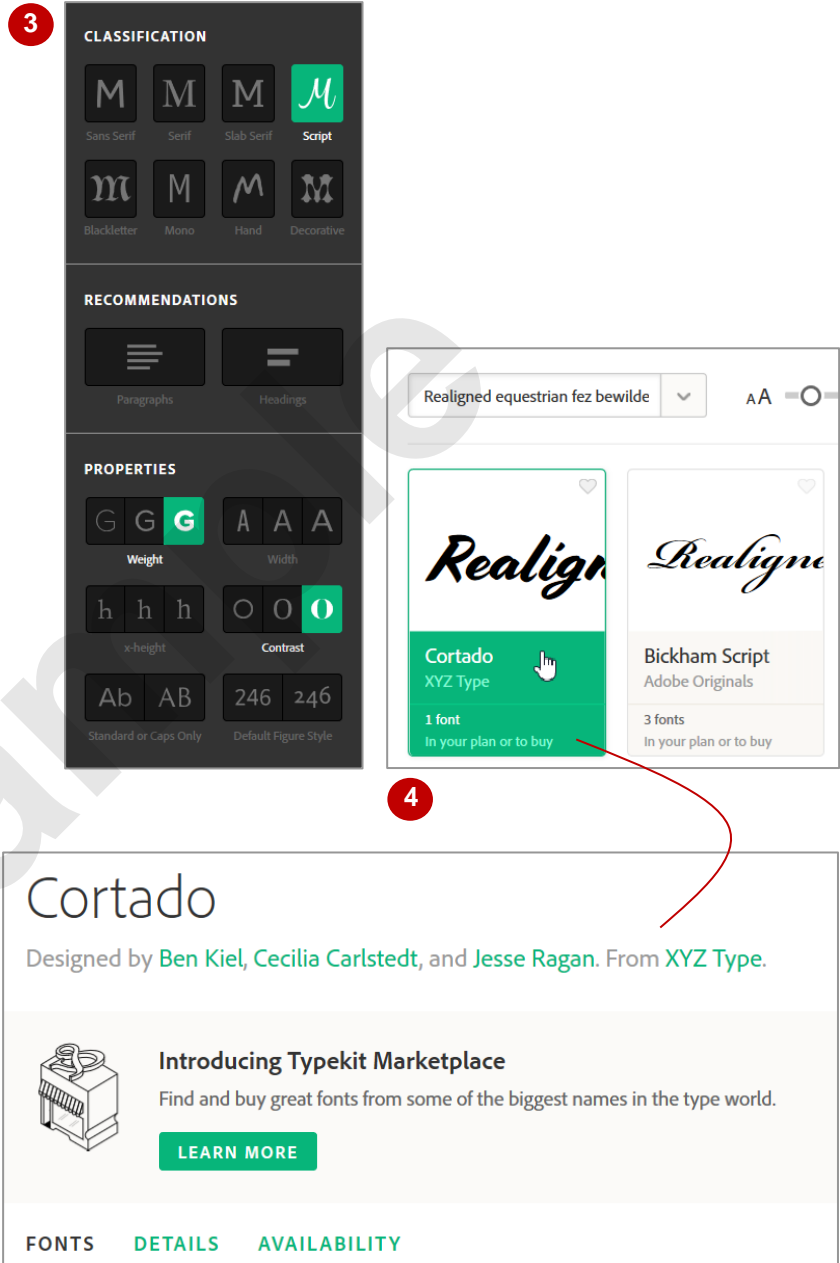 3
CLASSIFICATION
M M M M
Sans Serif Serif Slab Serif Script
M M M M
Blackletter Mono Hand Decorative
RECOMMENDATIONS
Paragraphs Headings
PROPERTIES
G G G A A A
Weight Width
h h h O O O
x-height Contrast
Ab AB 246 246
Standard or Caps Only Default Figure Style
Realigned equestrian fez bewilde AA
Realign Realigne
Cortado Bickham Script
XYZ Type Adobe Originals
1 font 3 fonts
In your plan or to buy In your plan or to buy
4
Cortado
Designed by Ben Kiel, Cecilia Carlstedt, and Jesse Ragan. From XYZ Type.
Introducing Typekit Marketplace
Find and buy great fonts from some of the biggest names in the type world.
LEARN MORE
FONTS DETAILS AVAILABILITY
ample